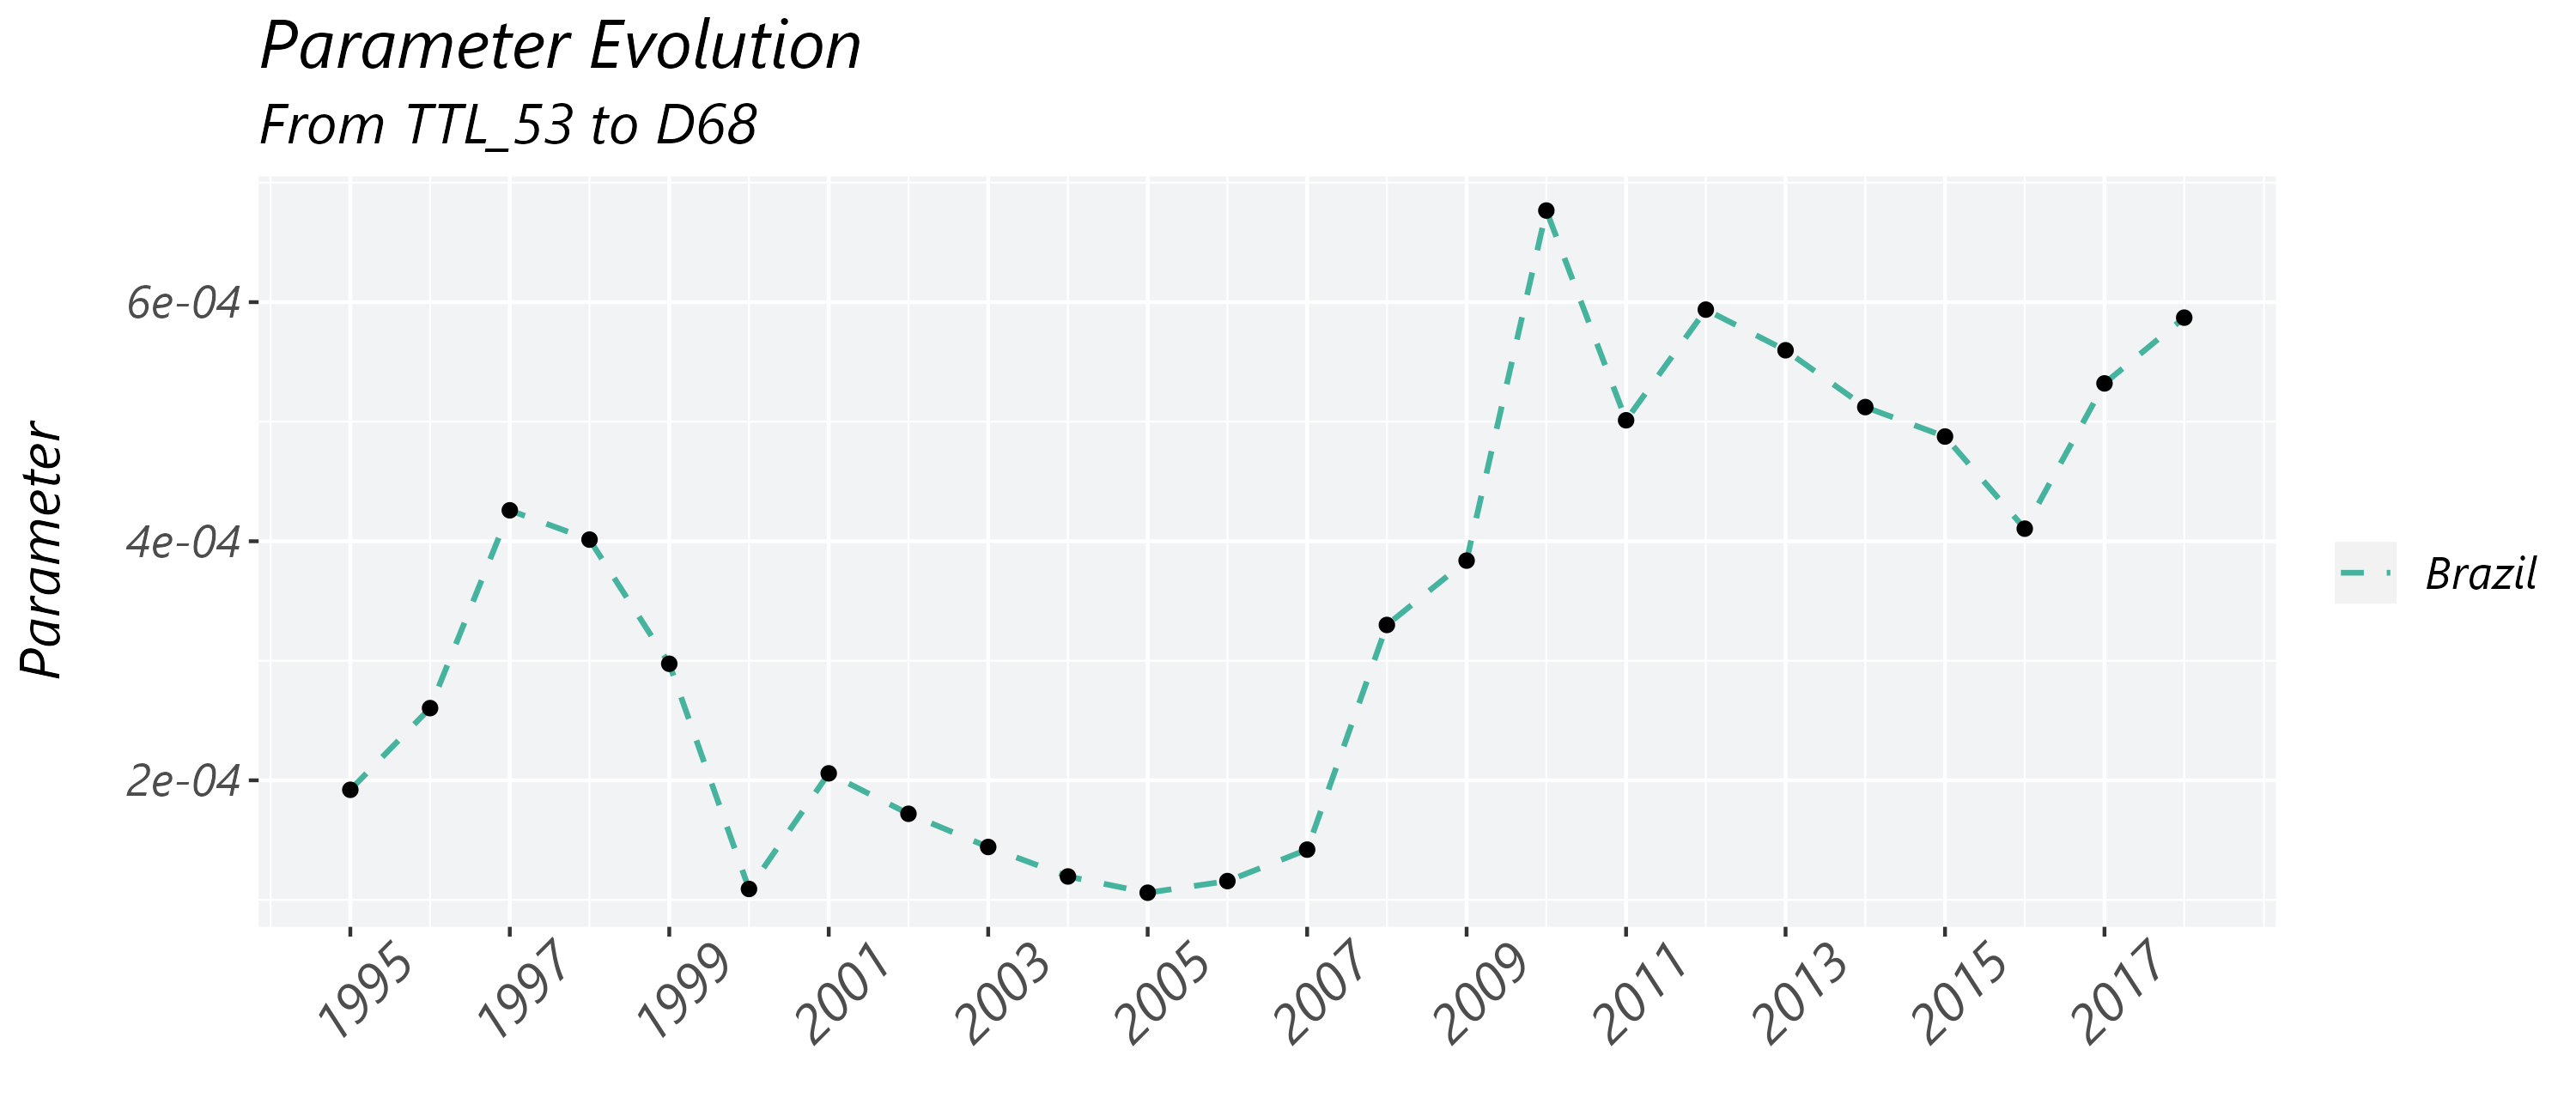 Parameter Evolution
From TTL_53 to D68
Parameter
6e-04
4e-04
2e-04
1995
1997
1999
2001
2003
2005
2007
2009
2011
2013
2015
2017
Brazil